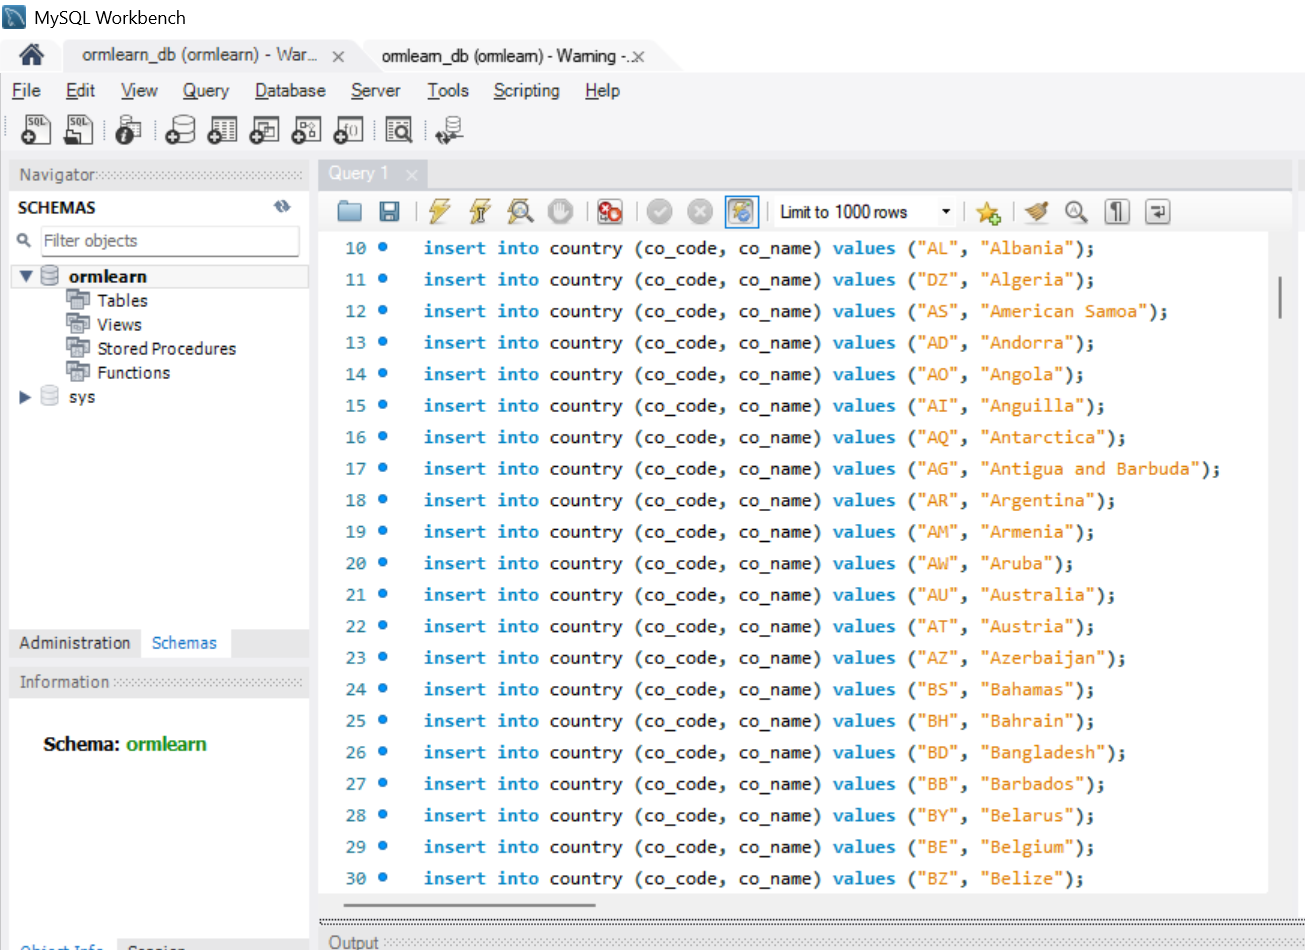 MySQL Workbench
ormlearn_db (ormlearn) - War...
ormlearn_db (ormlearn) - Warning -..
File Edit View Query Database Server Tools Scripting Help
SQL
SQL
Navigator
SCHEMAS
Filter objects
ormlearn
Tables
Views
Stored Procedures
Functions
sys
Administration Schemas
Information
Schema: ormlearn
Object Info Session
Query 1
Limit to 1000 rows
10 insert into country (co_code, co_name) values ("AL", "Albania");
11 insert into country (co_code, co_name) values ("DZ", "Algeria");
12 insert into country (co_code, co_name) values ("AS", "American Samoa");
13 insert into country (co_code, co_name) values ("AD", "Andorra");
14 insert into country (co_code, co_name) values ("AO", "Angola");
15 insert into country (co_code, co_name) values ("AI", "Anguilla");
16 insert into country (co_code, co_name) values ("AQ", "Antarctica");
17 insert into country (co_code, co_name) values ("AG", "Antigua and Barbuda");
18 insert into country (co_code, co_name) values ("AR", "Argentina");
19 insert into country (co_code, co_name) values ("AM", "Armenia");
20 insert into country (co_code, co_name) values ("AW", "Aruba");
21 insert into country (co_code, co_name) values ("AU", "Australia");
22 insert into country (co_code, co_name) values ("AT", "Austria");
23 insert into country (co_code, co_name) values ("AZ", "Azerbaijan");
24 insert into country (co_code, co_name) values ("BS", "Bahamas");
25 insert into country (co_code, co_name) values ("BH", "Bahrain");
26 insert into country (co_code, co_name) values ("BD", "Bangladesh");
27 insert into country (co_code, co_name) values ("BB", "Barbados");
28 insert into country (co_code, co_name) values ("BY", "Belarus");
29 insert into country (co_code, co_name) values ("BE", "Belgium");
30 insert into country (co_code, co_name) values ("BZ", "Belize");
Output